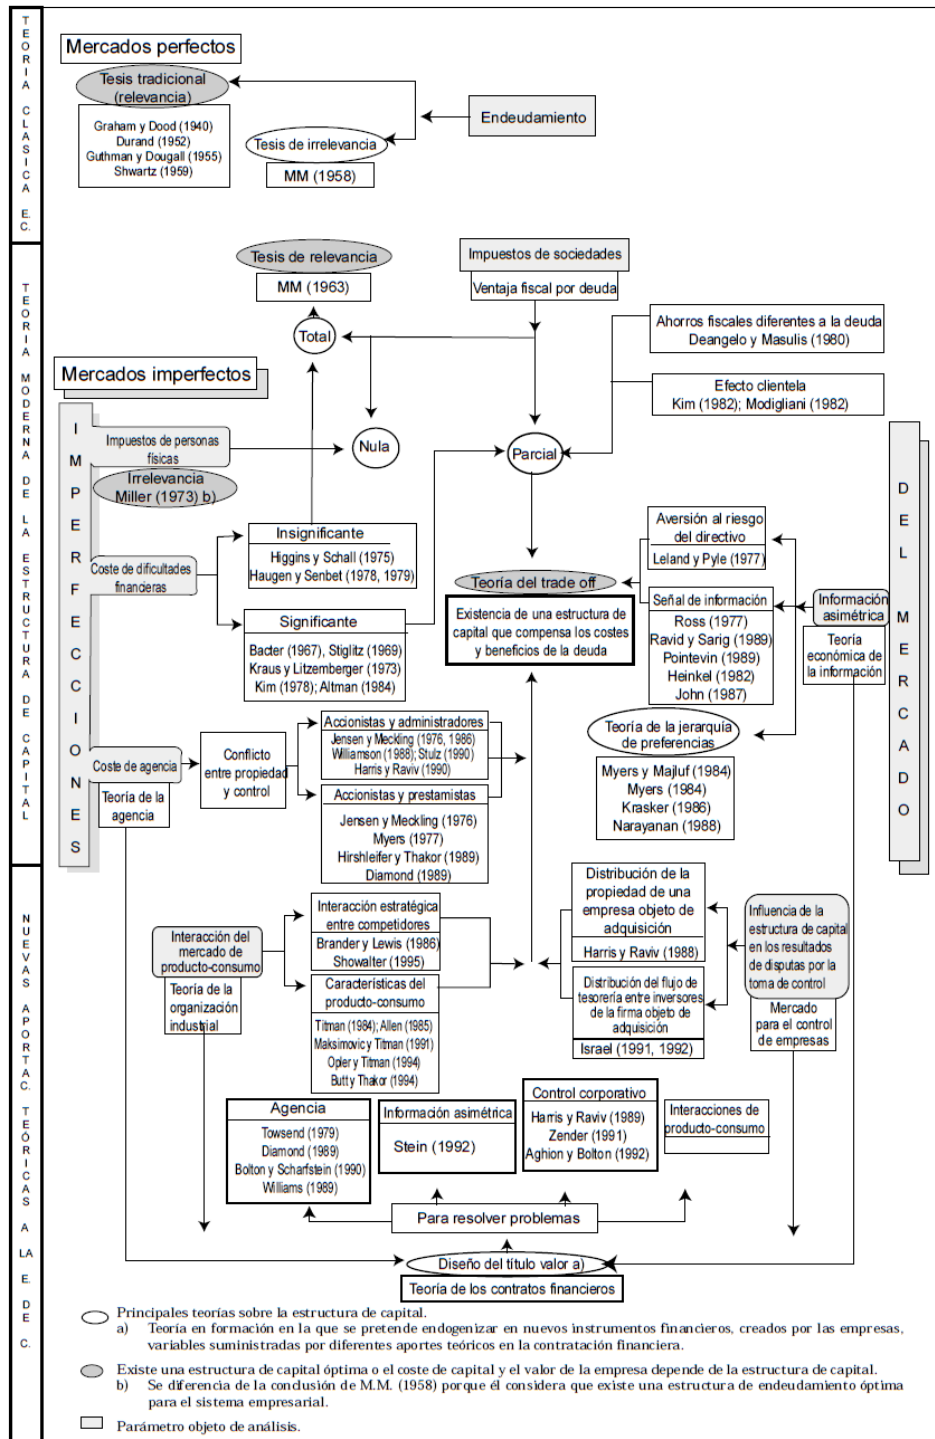 TEORIA CLASICA E.C.
Mercados perfectos
Tesis tradicional
(relevancia)
Graham y Dood (1940)
Durand (1952)
Guthman y Dougall (1955)
Shwartz (1959)
Tesis de irrelevancia
MM (1958)
Endeudamiento
TEORIA MODERNA DE LA ESTRUCTURA DE CAPITAL
Tesis de relevancia
MM (1963)
Impuestos de sociedades
Ventaja fiscal por deuda
Total
Ahorros fiscales diferentes a la deuda
Deangelo y Masulis (1980)
Mercados imperfectos
Efecto clientela
Kim (1982); Modigliani (1982)
IMPERFECCIONES
DEL MERCADO
Impuestos de personas
físicas
Nula
Parcial
Irrelevancia
Miller (1973) b)
Insignificante
Higgins y Schall (1975)
Haugen y Senbet (1978, 1979)
Coste de dificultades
financieras
Significante
Bacter (1967), Stiglitz (1969)
Kraus y Litzemberger (1973)
Kim (1978); Altman (1984)
Teoría del trade off
Existencia de una estructura de
capital que compensa los costes
y beneficios de la deuda
Aversión al riesgo
del directivo
Leland y Pyle (1977)
Señal de información
Ross (1977)
Ravid y Sarig (1989)
Pointevin (1989)
Heinkel (1982)
John (1987)
Información
asimétrica
Teoría
económica de
la información
Teoría de la jerarquía
de preferencias
Myers y Majluf (1984)
Myers (1984)
Krasker (1986)
Narayanan (1988)
Coste de agencia
Teoría de la
agencia
Conflicto
entre propiedad
y control
Accionistas y administradores
Jensen y Meckling (1976, 1986)
Williamson (1988); Stulz (1990)
Harris y Raviv (1990)
Accionistas y prestamistas
Jensen y Meckling (1976)
Myers (1977)
Hirshleifer y Thakor (1989)
Diamond (1989)
NUEVAS APORTAC. TEÓRICAS A LA E. DE C.
Interacción del
mercado de
producto-consumo
Teoría de la
organización
industrial
Interacción estratégica
entre competidores
Brander y Lewis (1986)
Showalter (1995)
Características del
producto-consumo
Titman (1984); Allen (1985)
Maksimovic y Titman (1991)
Opler y Titman (1994)
Butt y Thakor (1994)
Distribución de la
propiedad de una
empresa objeto de
adquisición
Harris y Raviv (1988)
Distribución del flujo de
tesorería entre inversores
de la firma objeto de
adquisición
Israel (1991, 1992)
Influencia de la
estructura de capital
en los resultados
de disputas por la
toma de control
Mercado
para el control
de empresas
Agencia
Towsend (1979)
Diamond (1989)
Bolton y Scharfstein (1990)
Williams (1989)
Información asimétrica
Stein (1992)
Control corporativo
Harris y Raviv (1989)
Zender (1991)
Aghion y Bolton (1992)
Interacciones de
producto-consumo
Para resolver problemas
Diseño del título valor a)
Teoría de los contratos financieros
Principales teorías sobre la estructura de capital.
a) Teoría en formación en la que se pretende endogenizar en nuevos instrumentos financieros, creados por las empresas,
variables suministradas por diferentes aportes teóricos en la contratación financiera.
Existe una estructura de capital óptima o el coste de capital y el valor de la empresa depende de la estructura de capital.
b) Se diferencia de la conclusión de M.M. (1958) porque él considera que existe una estructura de endeudamiento óptima
para el sistema empresarial.
Parámetro objeto de análisis.